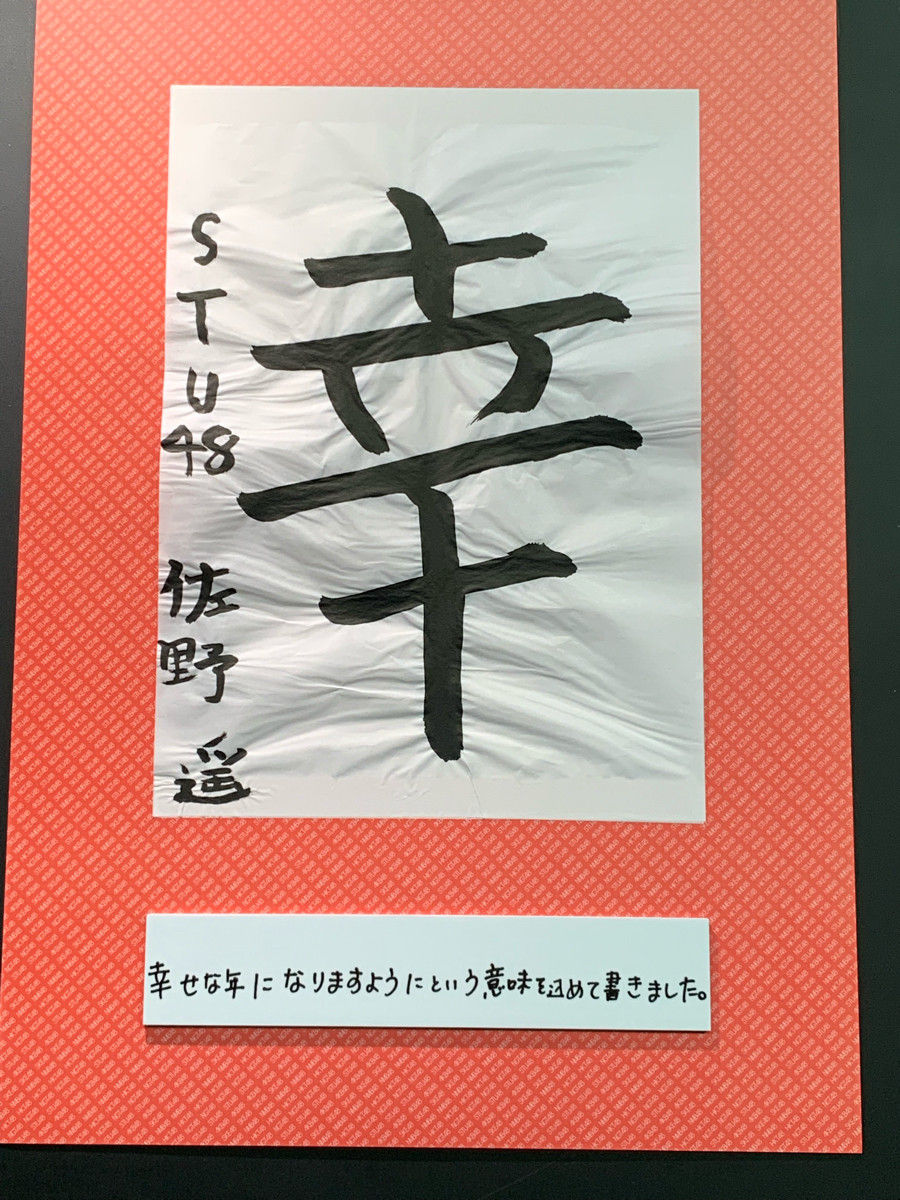 幸
STU48 佐野遥
幸せな年になりますようにという意味を込めて書きました。